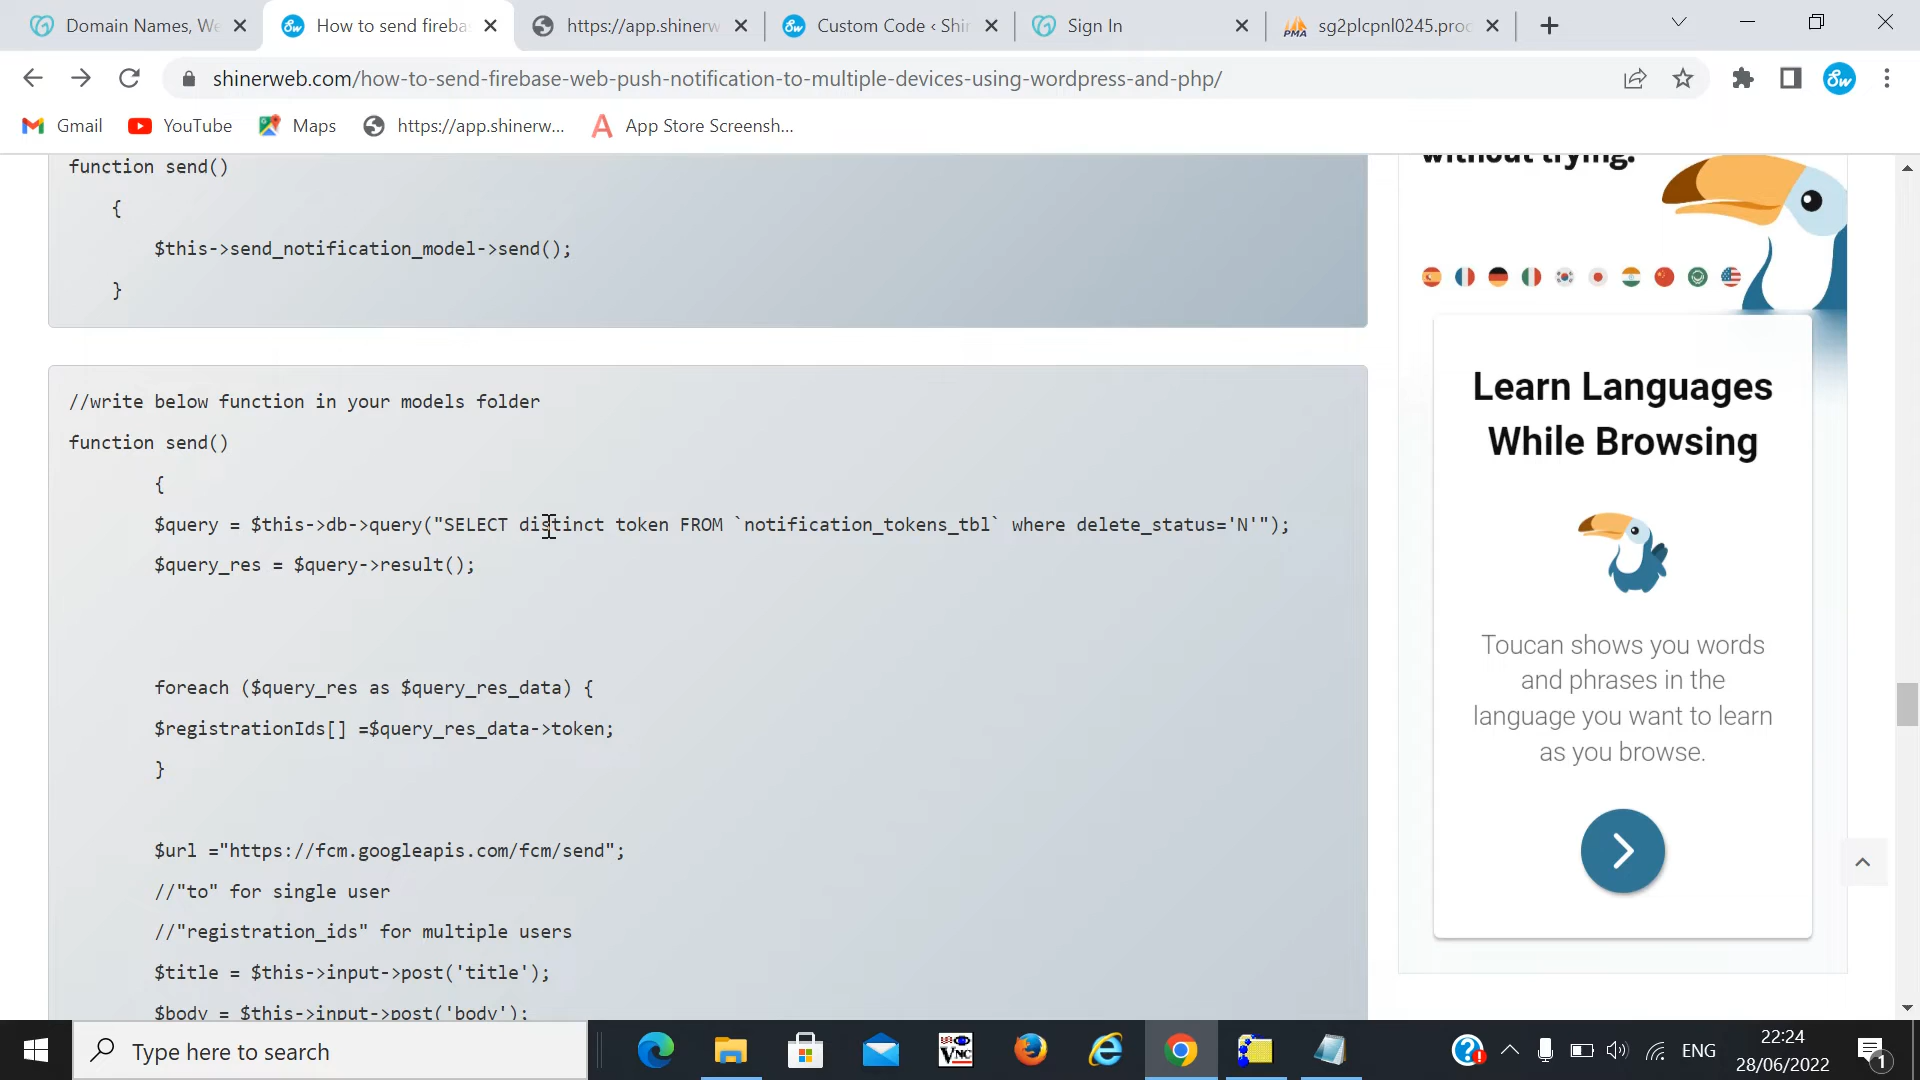 Domain Names, We
How to send fireba
https://app.shinerw
Custom Code ‹ Shi
Sign In
sg2plcpnl0245.proc
shinerweb.com/how-to-send-firebase-web-push-notification-to-multiple-devices-using-wordpress-and-php/
Gmail
YouTube
Maps
https://app.shinerw...
App Store Screensh...
function send()
{
$this->send_notification_model->send();
}
//write below function in your models folder
function send()
{
$query = $this->db->query("SELECT distinct token FROM `notification_tokens_tbl` where delete_status='N'");
$query_res = $query->result();
foreach ($query_res as $query_res_data) {
$registrationIds[] =$query_res_data->token;
}
$url ="https://fcm.googleapis.com/fcm/send";
//"to" for single user
//"registration_ids" for multiple users
$title = $this->input->post('title');
$body = $this->input->post('body');
without trying.
Learn Languages
While Browsing
Toucan shows you words
and phrases in the
language you want to learn
as you browse.
Type here to search
ENG
22:24
28/06/2022
1